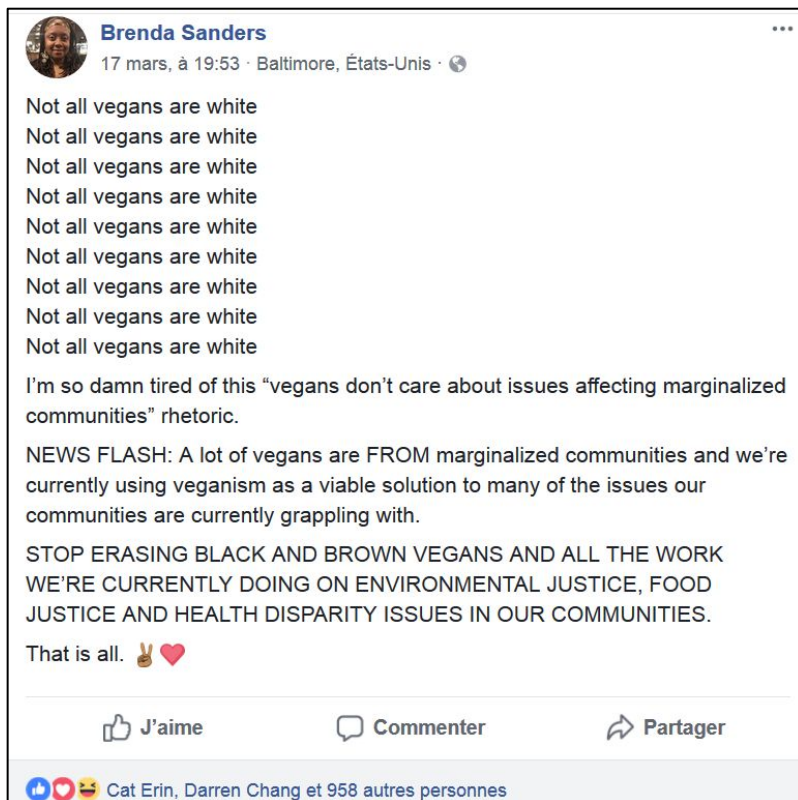 Brenda Sanders
17 mars, à 19:53 · Baltimore, États-Unis ·
Not all vegans are white
Not all vegans are white
Not all vegans are white
Not all vegans are white
Not all vegans are white
Not all vegans are white
Not all vegans are white
Not all vegans are white
Not all vegans are white
I’m so damn tired of this “vegans don’t care about issues affecting marginalized
communities” rhetoric.
NEWS FLASH: A lot of vegans are FROM marginalized communities and we’re
currently using veganism as a viable solution to many of the issues our
communities are currently grappling with.
STOP ERASING BLACK AND BROWN VEGANS AND ALL THE WORK
WE’RE CURRENTLY DOING ON ENVIRONMENTAL JUSTICE, FOOD
JUSTICE AND HEALTH DISPARITY ISSUES IN OUR COMMUNITIES.
That is all. ✌🏽❤️
J’aime Commenter Partager
Cat Erin, Darren Chang et 958 autres personnes